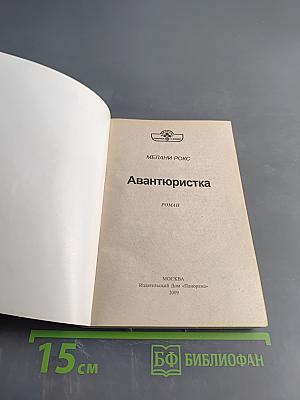 МЕЛАНИ РОКС
Авантюристка
РОМАН
МОСКВА
Издательский Дом «Панорама»
2009
15 см
БФ БИБЛИОФАН